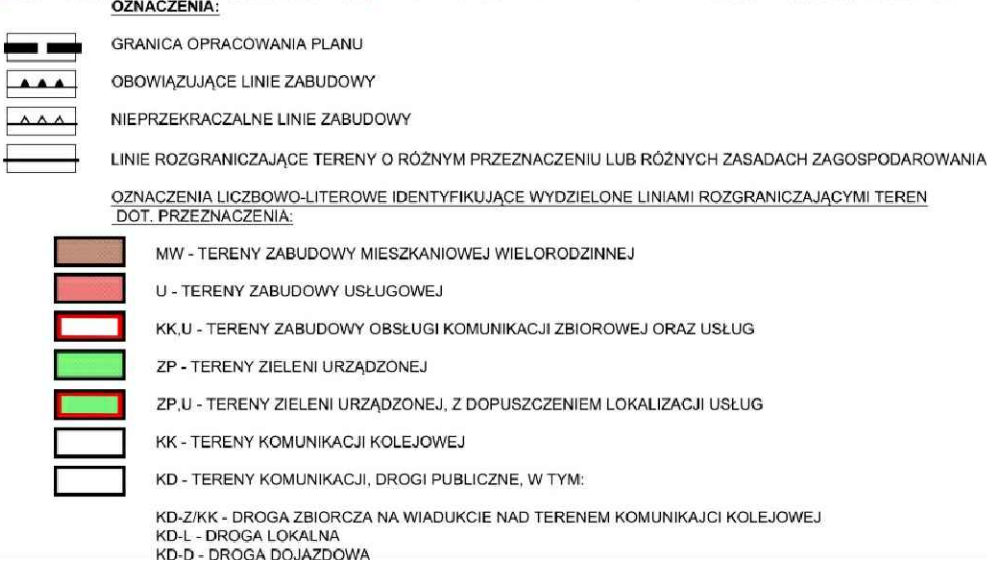 OZNACZENIA:
GRANICA OPRACOWANIA PLANU
OBOWIĄZUJĄCE LINIE ZABUDOWY
NIEPRZEKRACZALNE LINIE ZABUDOWY
LINIE ROZGRANICZAJĄCE TERENY O RÓŻNYM PRZEZNACZENIU LUB RÓŻNYCH ZASADACH ZAGOSPODAROWANIA
OZNACZENIA LICZBOWO-LITEROWE IDENTYFIKUJĄCE WYDZIELONE LINIAMI ROZGRANICZAJĄCYMI TEREN
DOT. PRZEZNACZENIA:
MW - TERENY ZABUDOWY MIESZKANIOWEJ WIELORODZINNEJ
U - TERENY ZABUDOWY USŁUGOWEJ
KK,U - TERENY ZABUDOWY OBSŁUGI KOMUNIKACJI ZBIOROWEJ ORAZ USŁUG
ZP - TERENY ZIELENI URZĄDZONEJ
ZP,U - TERENY ZIELENI URZĄDZONEJ, Z DOPUSZCZENIEM LOKALIZACJI USŁUG
KK - TERENY KOMUNIKACJI KOLEJOWEJ
KD - TERENY KOMUNIKACJI, DROGI PUBLICZNE, W TYM:
KD-Z/KK - DROGA ZBIORCZA NA WIADUKCIE NAD TERENEM KOMUNIKAJCI KOLEJOWEJ
KD-L - DROGA LOKALNA
KD-D - DROGA DOJAZDOWA